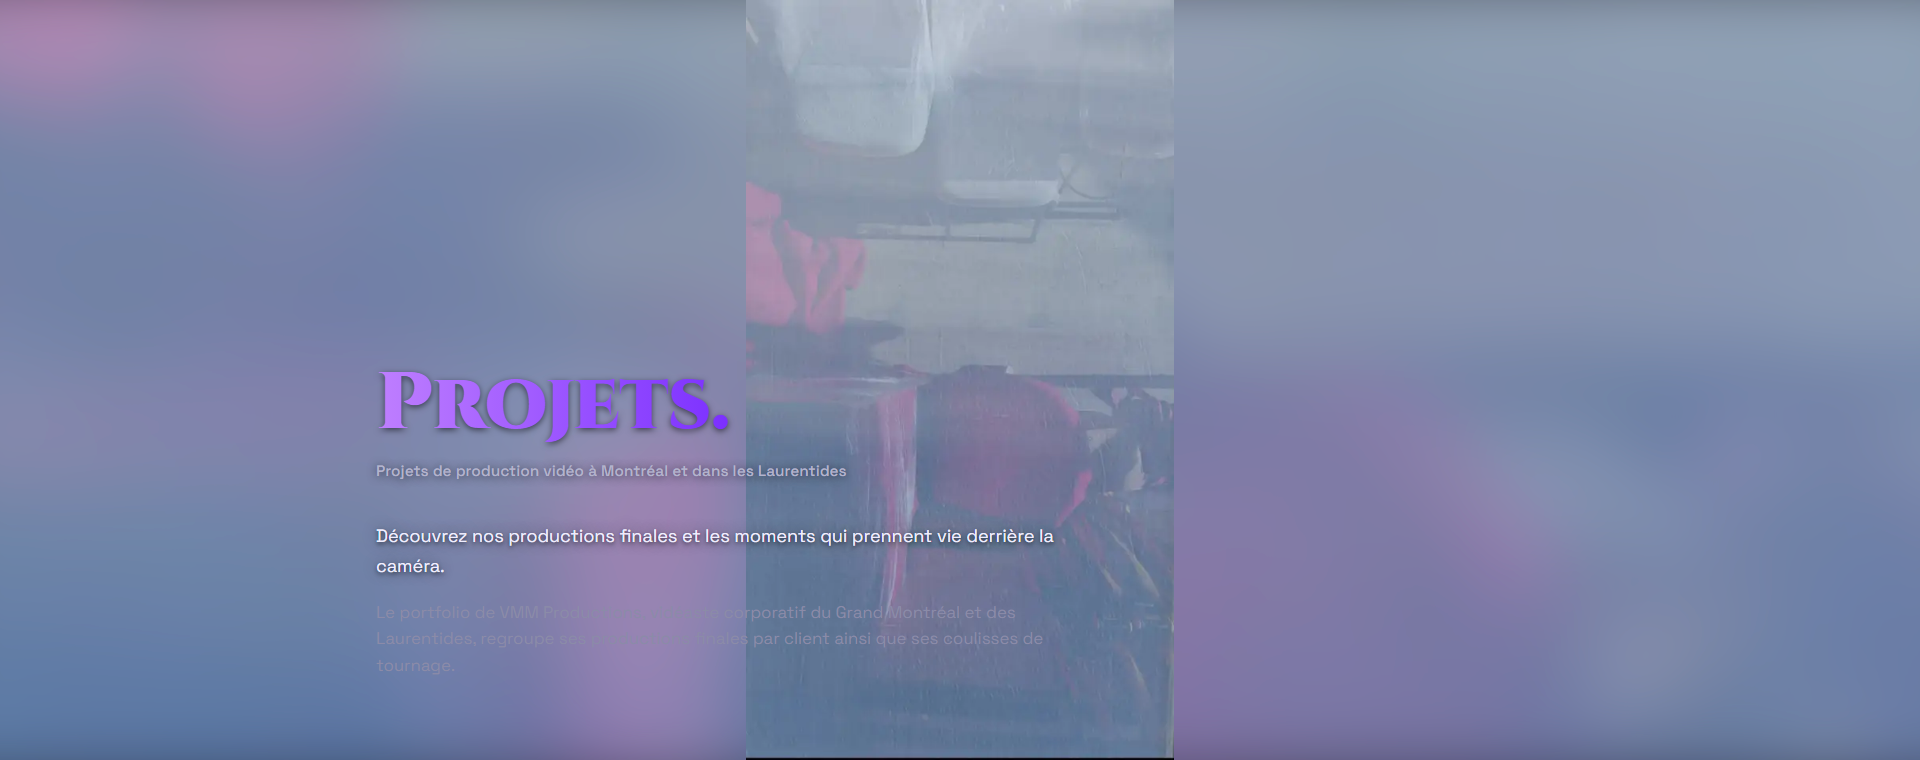 Projets.
Projets de production vidéo à Montréal et dans les Laurentides
Découvrez nos productions finales et les moments qui prennent vie derrière la
caméra.
Le portfolio de VMM corporatif du Grand Montréal et des
Laurentides, regroupe ses finales par client ainsi que ses coulisses de
tournage.